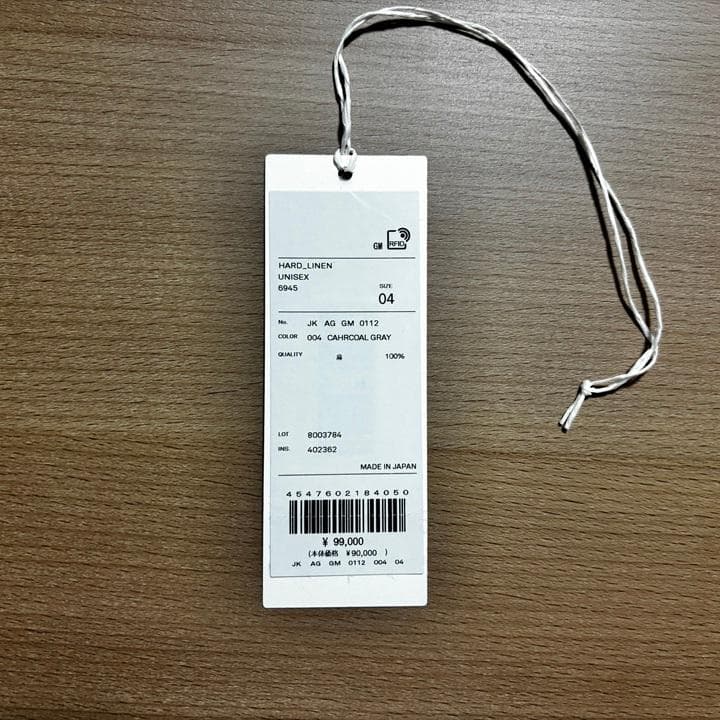 GM RFID
HARD_LINEN
UNISEX
6945
SIZE
04
No. JK AG GM 0112
COLOR 004 CAHRCOAL GRAY
QUALITY 麻 100%
LOT 8003784
INS. 402362
MADE IN JAPAN
4547602184050
¥ 99,000
(本体価格 ¥90,000 )
JK AG GM 0112 004 04